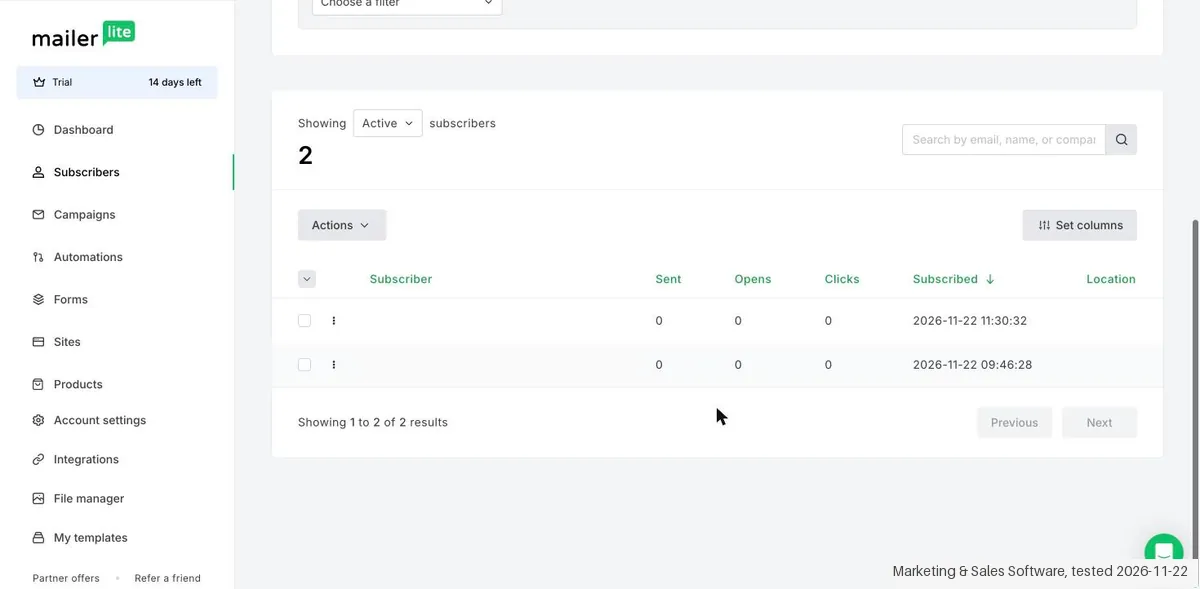 Choose a filter
mailer lite
Trial 14 days left
Dashboard
Subscribers
Campaigns
Automations
Forms
Sites
Products
Account settings
Integrations
File manager
My templates
Partner offers • Refer a friend
Showing Active subscribers
2
Search by email, name, or compar
Actions
Set columns
Subscriber Sent Opens Clicks Subscribed ↓ Location
0 0 0 2026-11-22 11:30:32
0 0 0 2026-11-22 09:46:28
Showing 1 to 2 of 2 results
Previous Next
Marketing & Sales Software, tested 2026-11-22